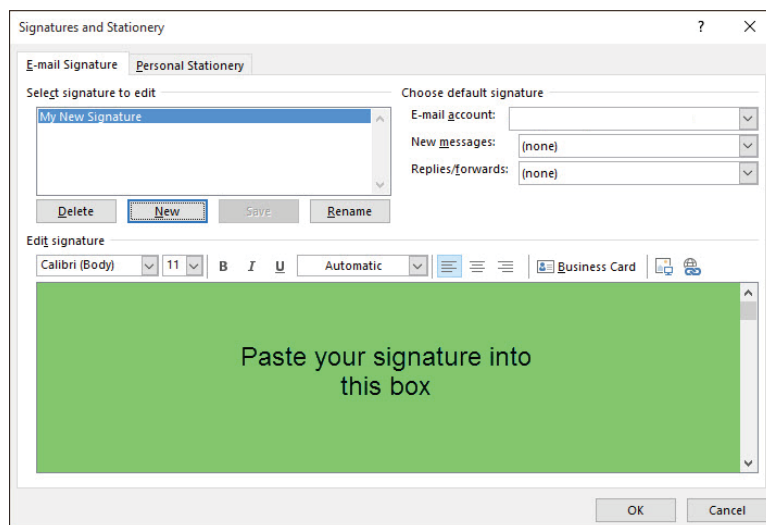 Signatures and Stationery
?
E-mail Signature
Personal Stationery
Select signature to edit
My New Signature
Delete
New
Save
Rename
Choose default signature
E-mail account:
New messages:
(none)
Replies/forwards:
(none)
Edit signature
Calibri (Body)
11
B
I
U
Automatic
Business Card
Paste your signature into
this box
OK
Cancel